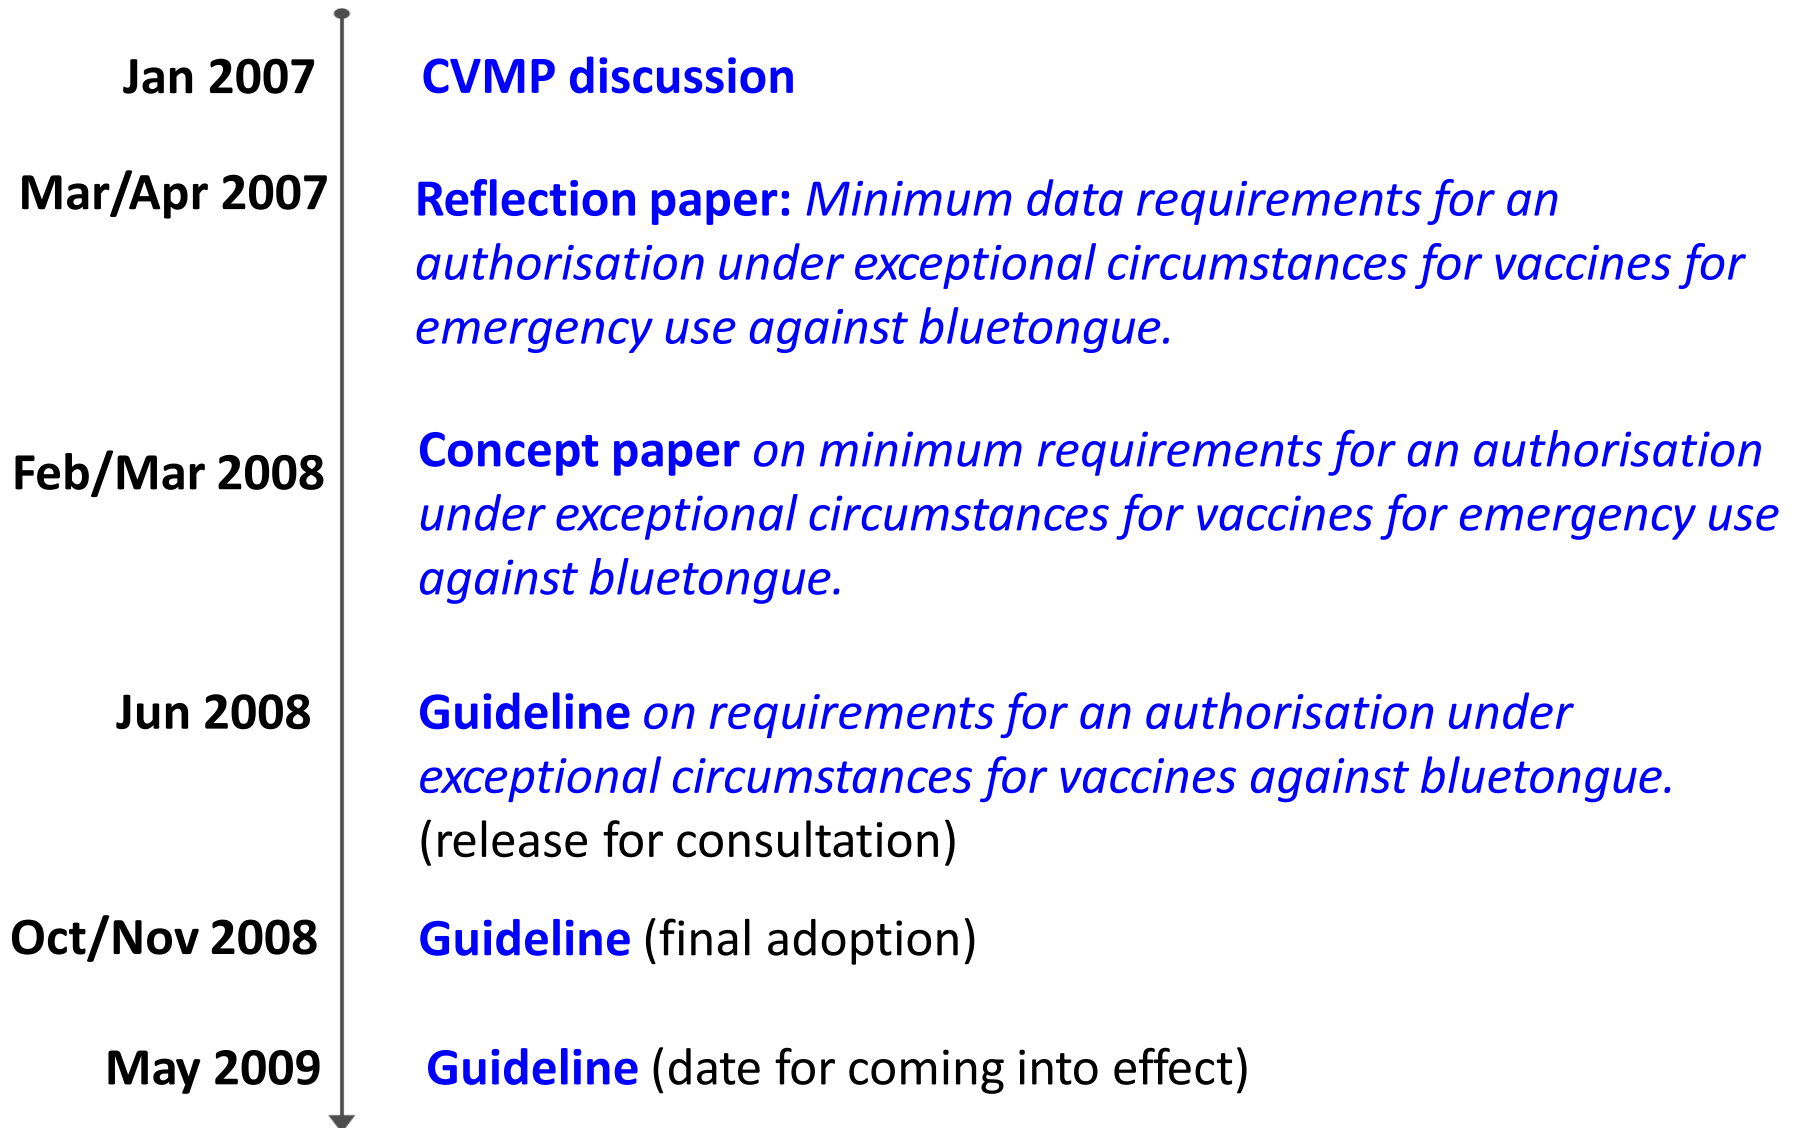 Jan 2007 CVMP discussion
Mar/Apr 2007 Reflection paper: Minimum data requirements for an
authorisation under exceptional circumstances for vaccines for
emergency use against bluetongue.
Feb/Mar 2008 Concept paper on minimum requirements for an authorisation
under exceptional circumstances for vaccines for emergency use
against bluetongue.
Jun 2008 Guideline on requirements for an authorisation under
exceptional circumstances for vaccines against bluetongue.
(release for consultation)
Oct/Nov 2008 Guideline (final adoption)
May 2009 Guideline (date for coming into effect)